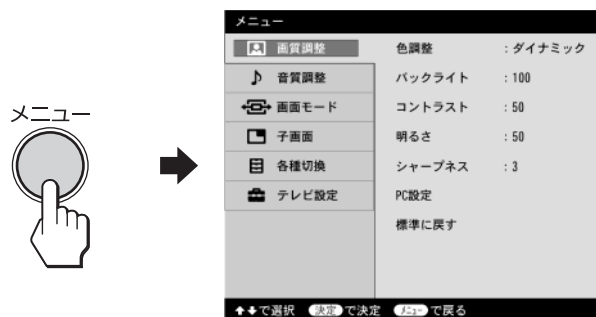 メニュー
メニュー
画質調整
音質調整
画面モード
子画面
各種切換
テレビ設定
色調整 : ダイナミック
バックライト : 100
コントラスト : 50
明るさ : 50
シャープネス : 3
PC設定
標準に戻す
で選択 決定 で決定 メニュー で戻る